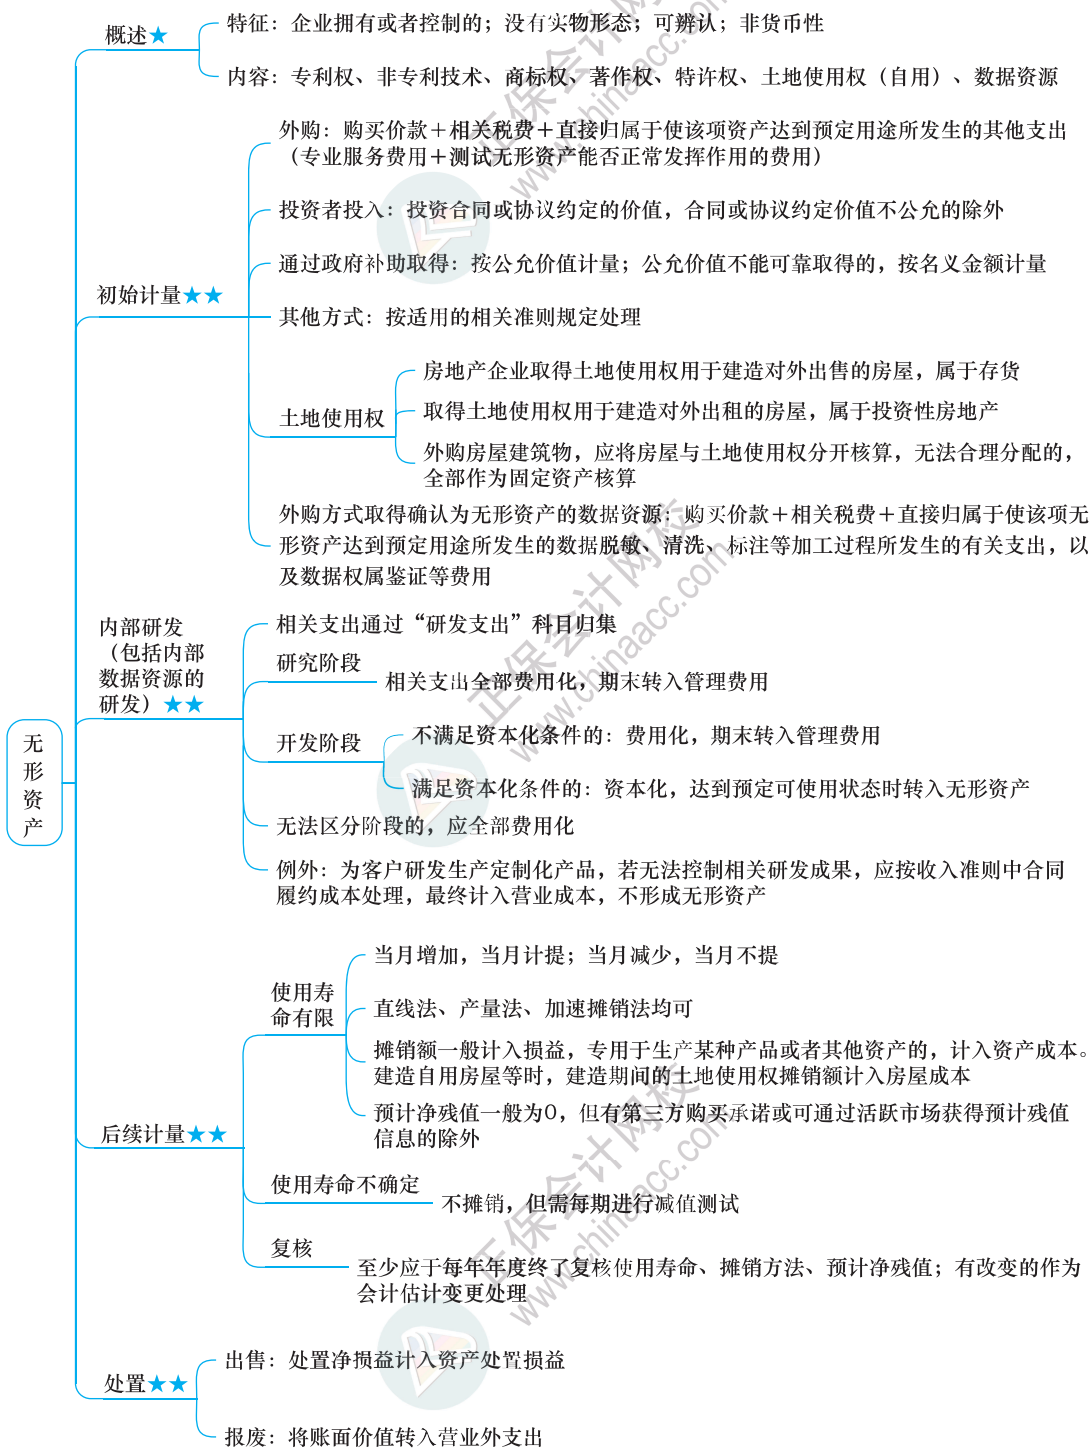 概述★
特征：企业拥有或者控制的；没有实物形态；可辨认；非货币性
内容：专利权、非专利技术、商标权、著作权、特许权、土地使用权（自用）、数据资源
初始计量★★
外购：购买价款＋相关税费＋直接归属于使该项资产达到预定用途所发生的其他支出
（专业服务费用＋测试无形资产能否正常发挥作用的费用）
投资者投入：投资合同或协议约定的价值，合同或协议约定价值不公允的除外
通过政府补助取得：按公允价值计量；公允价值不能可靠取得的，按名义金额计量
其他方式：按适用的相关准则规定处理
土地使用权
房地产企业取得土地使用权用于建造对外出售的房屋，属于存货
取得土地使用权用于建造对外出租的房屋，属于投资性房地产
外购房屋建筑物，应将房屋与土地使用权分开核算，无法合理分配的，
全部作为固定资产核算
外购方式取得确认为无形资产的数据资源：购买价款＋相关税费＋直接归属于使该项无
形资产达到预定用途所发生的数据脱敏、清洗、标注等加工过程所发生的有关支出，以
及数据权属鉴证等费用
内部研发
（包括内部
数据资源的
研发）★★
相关支出通过“研发支出”科目归集
研究阶段
相关支出全部费用化，期末转入管理费用
开发阶段
不满足资本化条件的：费用化，期末转入管理费用
满足资本化条件的：资本化，达到预定可使用状态时转入无形资产
无法区分阶段的，应全部费用化
例外：为客户研发生产定制化产品，若无法控制相关研发成果，应按收入准则中合同
履约成本处理，最终计入营业成本，不形成无形资产
无
形
资
产
后续计量★★
使用寿
命有限
当月增加，当月计提；当月减少，当月不提
直线法、产量法、加速摊销法均可
摊销额一般计入损益，专用于生产某种产品或者其他资产的，计入资产成本。
建造自用房屋等时，建造期间的土地使用权摊销额计入房屋成本
预计净残值一般为0，但有第三方购买承诺或可通过活跃市场获得预计残值
信息的除外
使用寿命不确定
不摊销，但需每期进行减值测试
复核
至少应于每年年度终了复核使用寿命、摊销方法、预计净残值；有改变的作为
会计估计变更处理
处置★★
出售：处置净损益计入资产处置损益
报废：将账面价值转入营业外支出
正保会计网校
www.chinaacc.com
正保会计网校
www.chinaacc.com
正保会计网校
www.chinaacc.com